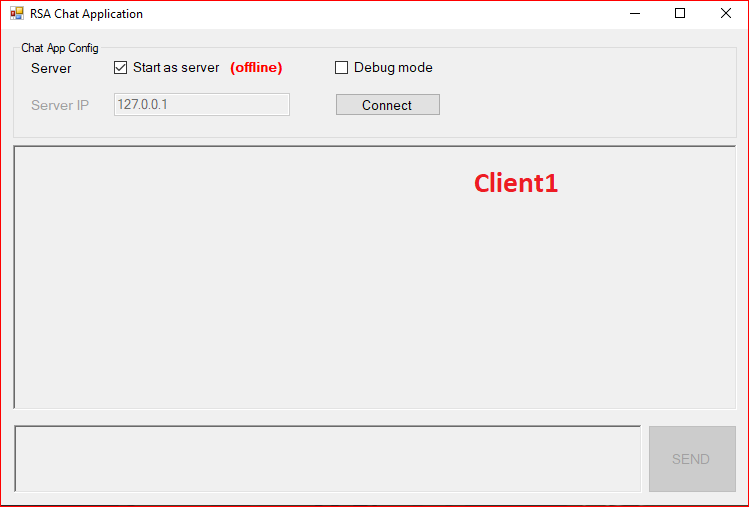 RSA Chat Application
Chat App Config
Server Start as server (offline) Debug mode
Server IP 127.0.0.1 Connect
Client1
SEND